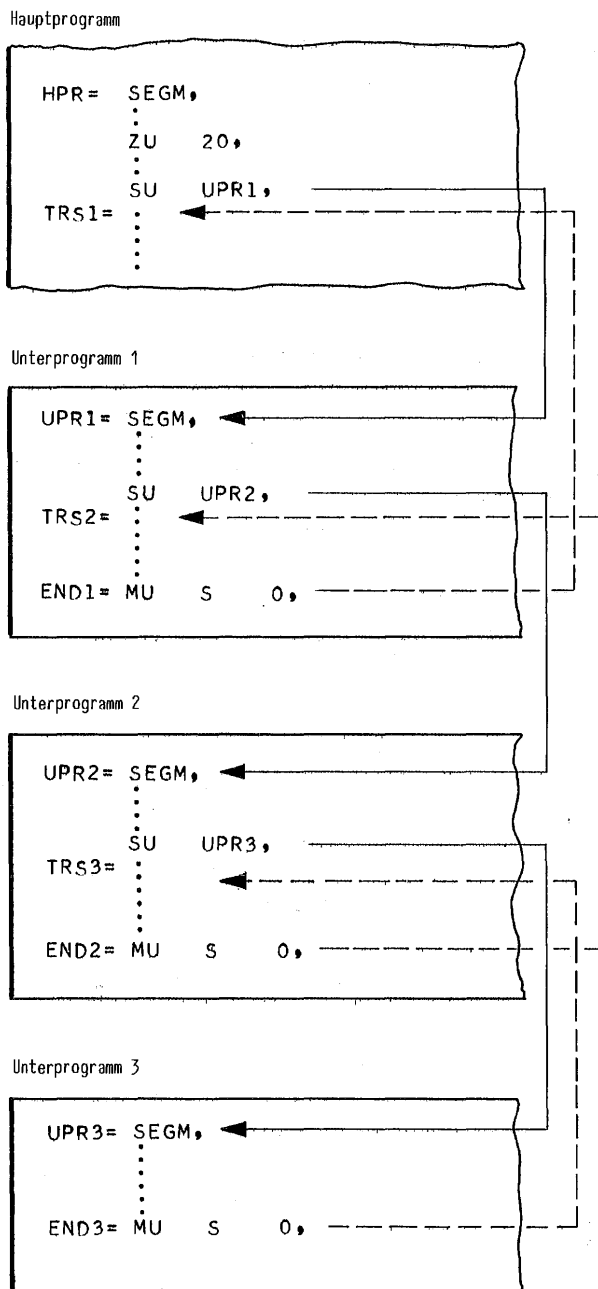 Hauptprogramm
HPR= SEGM,
ZU 20,
SU UPR1,
TRS1=
Unterprogramm 1
UPR1= SEGM,
SU UPR2,
TRS2=
END1= MU S 0,
Unterprogramm 2
UPR2= SEGM,
SU UPR3,
TRS3=
END2= MU S 0,
Unterprogramm 3
UPR3= SEGM,
END3= MU S 0,